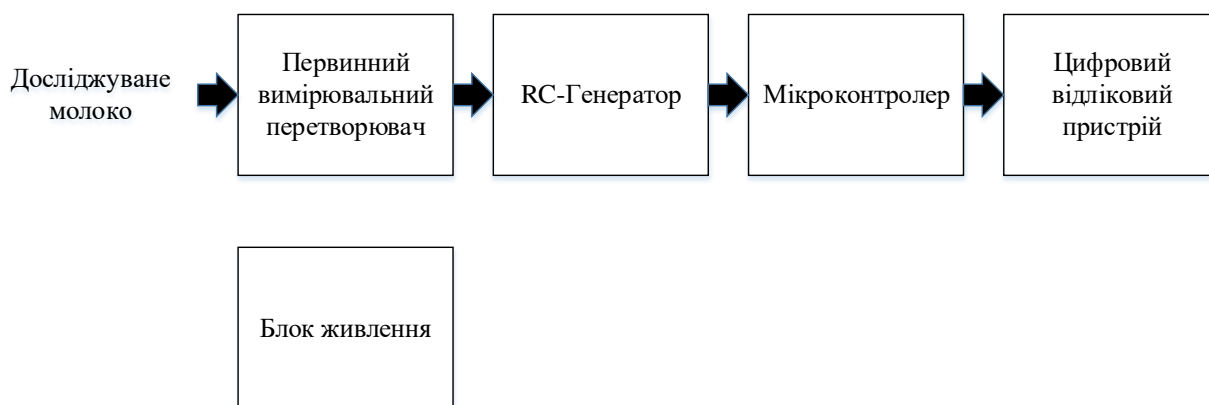 Досліджуване
молоко
Первинний
вимірювальний
перетворювач
RC-Генератор
Мікроконтролер
Цифровий
відліковий
пристрій
Блок живлення